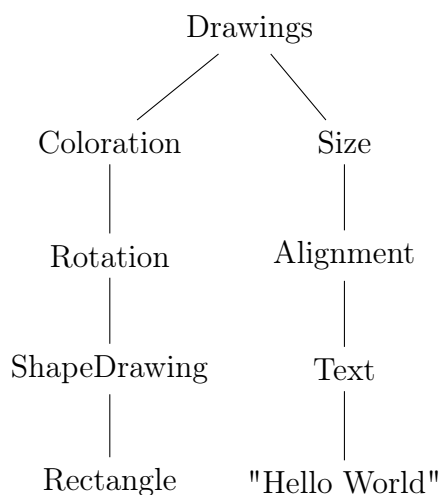 Drawings
Coloration Size
Rotation Alignment
ShapeDrawing Text
Rectangle "Hello World"